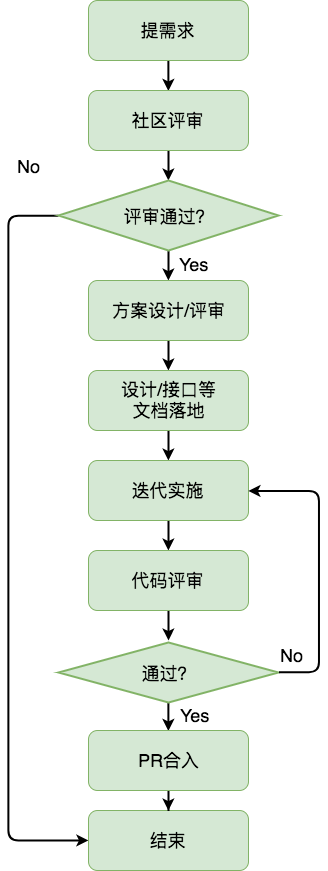 提需求
社区评审
No
评审通过?
Yes
方案设计/评审
设计/接口等
文档落地
迭代实施
代码评审
No
通过?
Yes
PR合入
结束